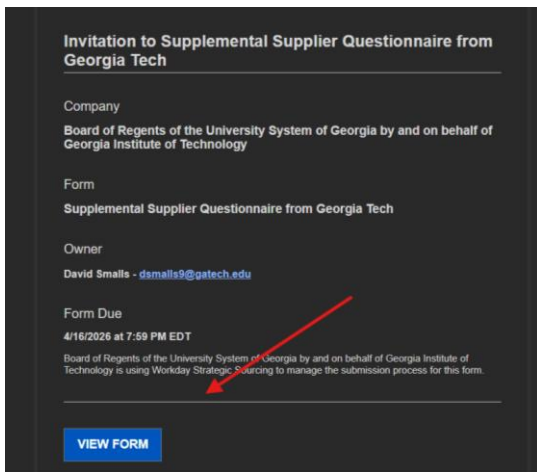 Invitation to Supplemental Supplier Questionnaire from
Georgia Tech
Company
Board of Regents of the University System of Georgia by and on behalf of
Georgia Institute of Technology
Form
Supplemental Supplier Questionnaire from Georgia Tech
Owner
David Smalls - dsmalls9@gatech.edu
Form Due
4/16/2026 at 7:59 PM EDT
Board of Regents of the University System of Georgia by and on behalf of Georgia Institute of
Technology is using Workday Strategic Sourcing to manage the submission process for this form.
VIEW FORM